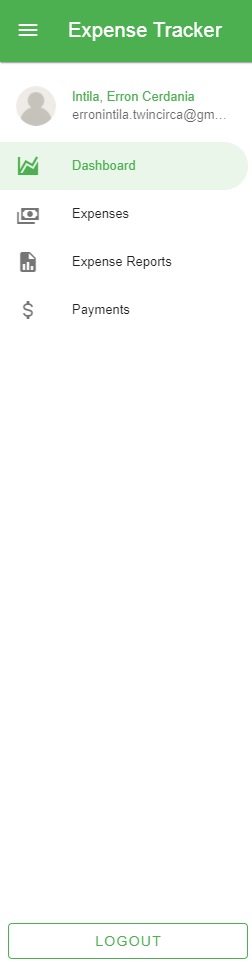 Expense Tracker
Intila, Erron Cerdania
erronintila.twincirca@gm...
Dashboard
Expenses
Expense Reports
Payments
LOGOUT